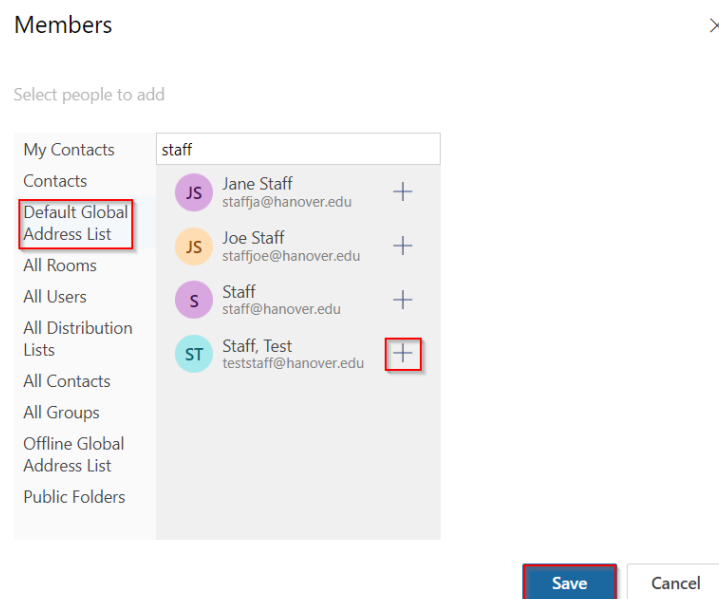 Members
Select people to add
My Contacts
Contacts
Default Global
Address List
All Rooms
All Users
All Distribution
Lists
All Contacts
All Groups
Offline Global
Address List
Public Folders
staff
JS
Jane Staff
staffja@hanover.edu
JS
Joe Staff
staffjoe@hanover.edu
S
Staff
staff@hanover.edu
ST
Staff, Test
teststaff@hanover.edu
Save
Cancel